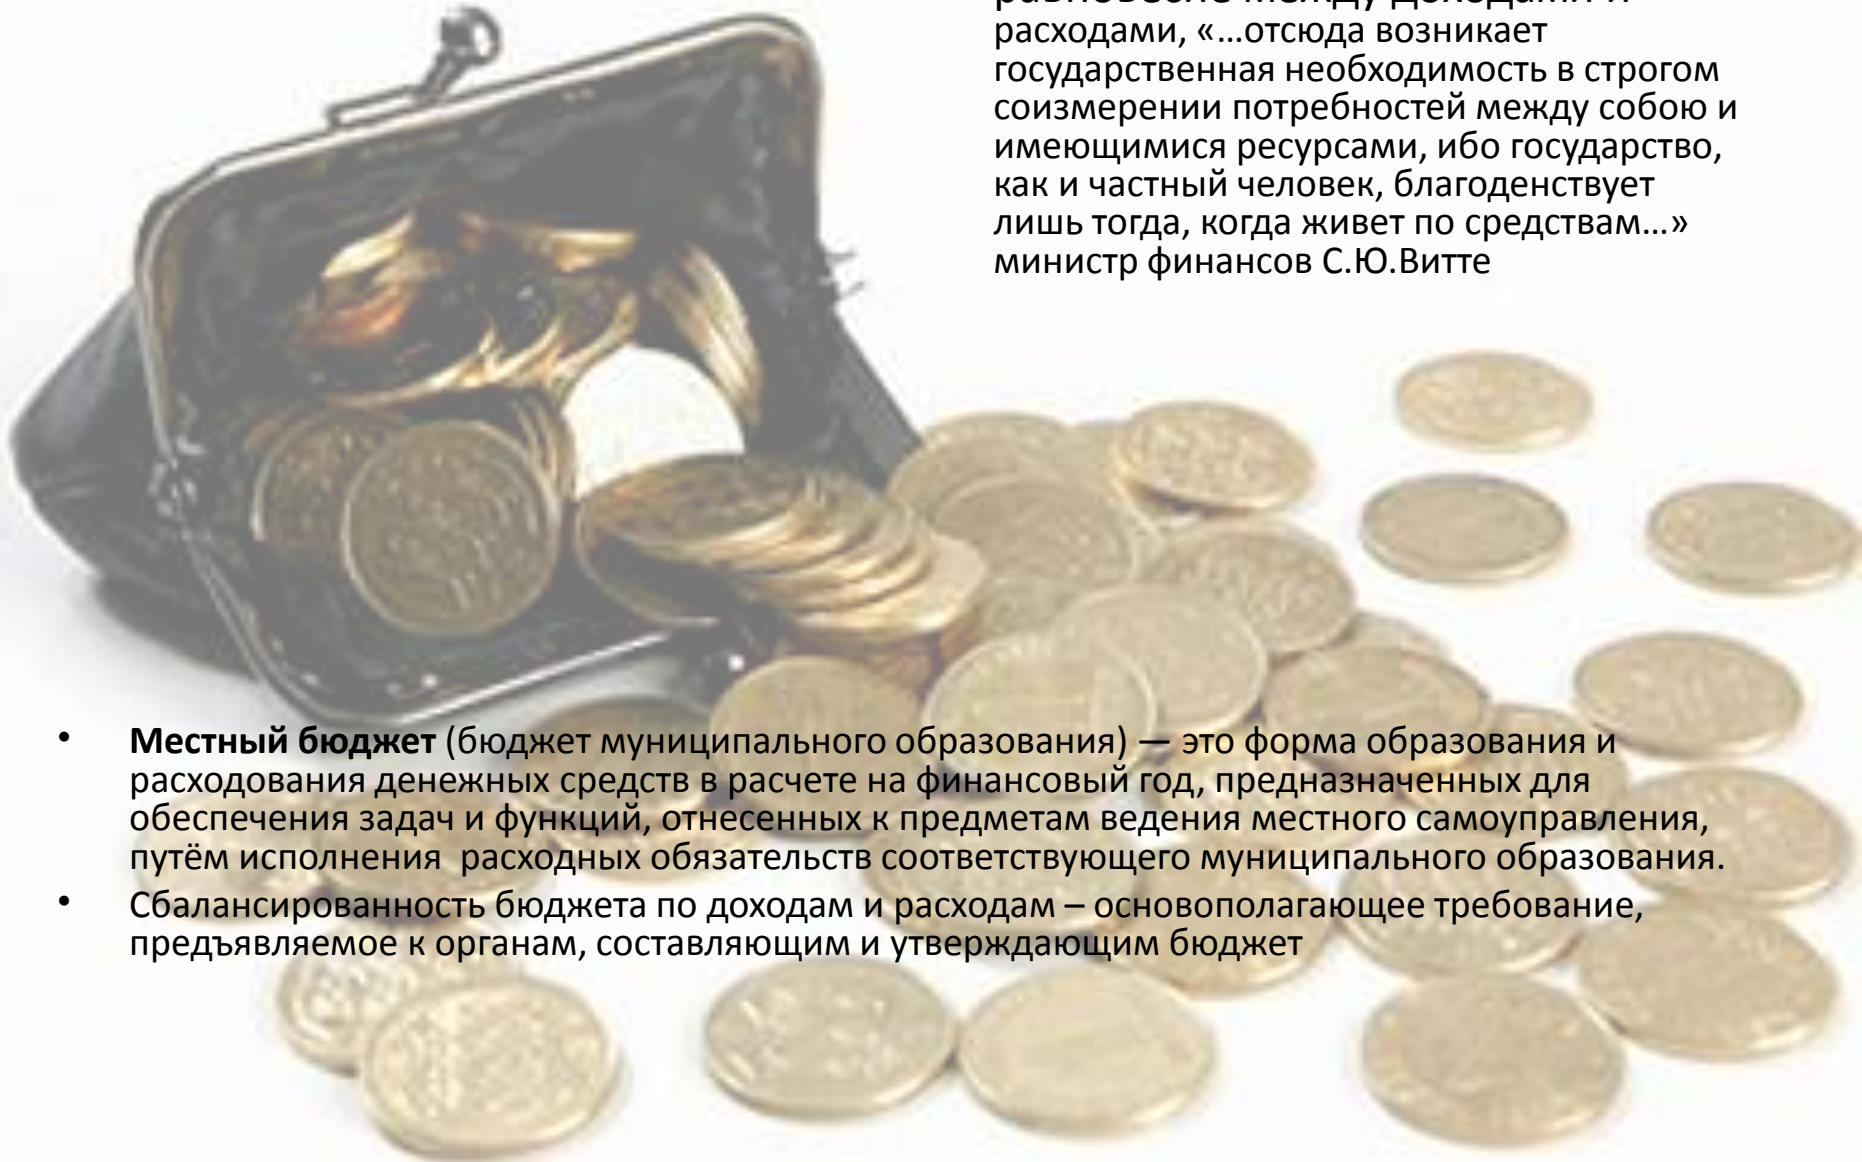 равновесие между доходами и
расходами, «…отсюда возникает
государственная необходимость в строгом
соизмерении потребностей между собою и
имеющимися ресурсами, ибо государство,
как и частный человек, благоденствует
лишь тогда, когда живет по средствам…»
министр финансов С.Ю.Витте
• Местный бюджет (бюджет муниципального образования) — это форма образования и
расходования денежных средств в расчете на финансовый год, предназначенных для
обеспечения задач и функций, отнесенных к предметам ведения местного самоуправления,
путём исполнения  расходных обязательств соответствующего муниципального образования.
• Сбалансированность бюджета по доходам и расходам – основополагающее требование,
предъявляемое к органам, составляющим и утверждающим бюджет